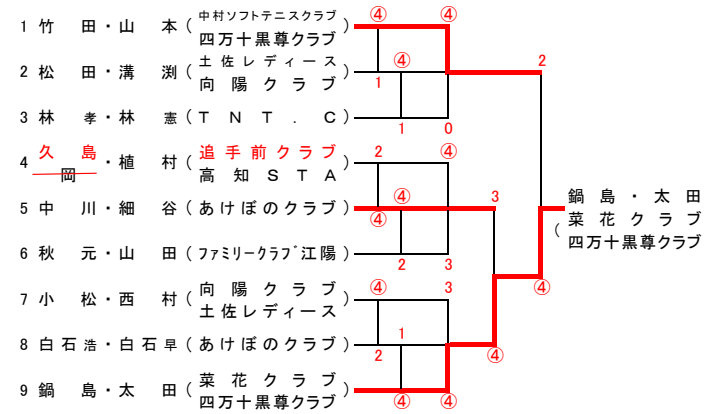 中村ソフトテニスクラブ ④ ④
1 竹 田・山 本 ( 四万十黒尊クラブ )
土佐レディース ④ 2
2 松 田・溝 渕 ( 向陽クラブ ) 1
3 林 孝・林 憲 ( TNT.C ) 1 0
久 島 追手前クラブ 2 ④
4 岡・植 村 ( 高知STA )
④ 3
5 中 川・細 谷 ( あけぼのクラブ ) ④
鍋島・太田
菜花クラブ
( 四万十黒尊クラブ
6 秋 元・山 田 ( ファミリークラブ江陽 ) 2 3
向陽クラブ ④ 3 ④
7 小 松・西 村 ( 土佐レディース )
1
8 白石浩・白石早 ( あけぼのクラブ ) 2 ④
菜花クラブ
9 鍋 島・太 田 ( 四万十黒尊クラブ ) ④ ④